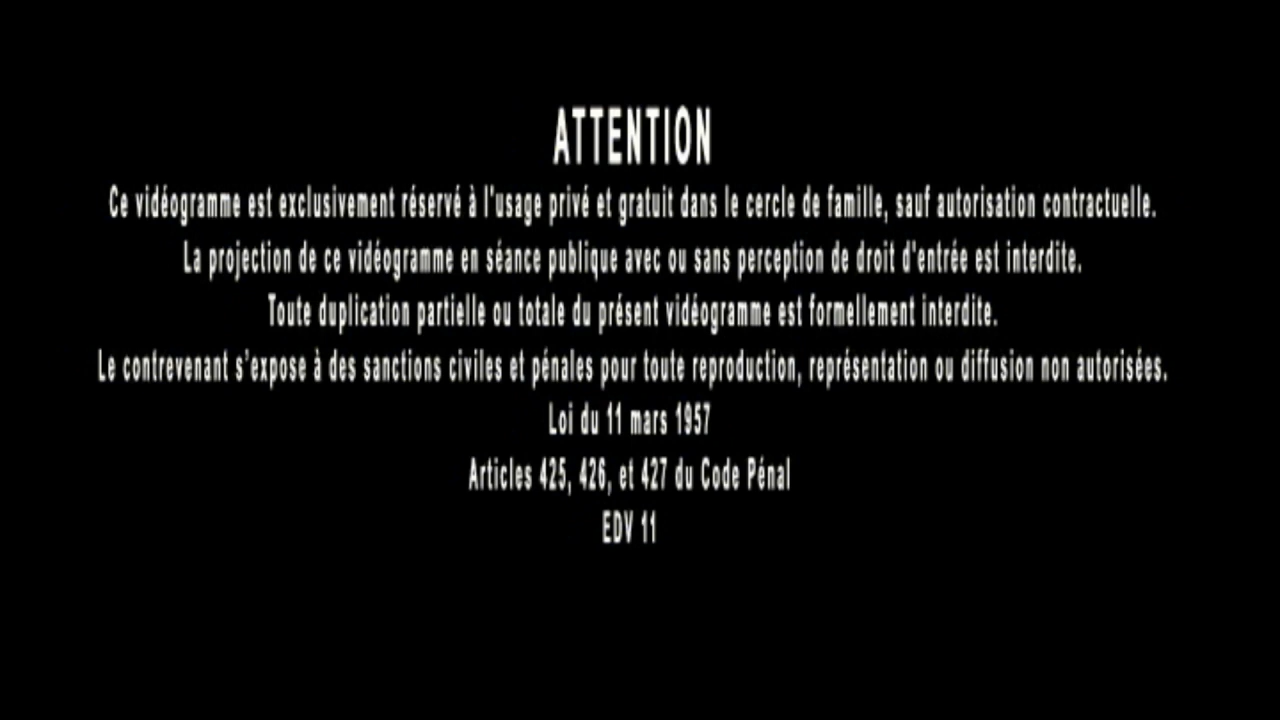 ATTENTION
Ce vidéogramme est exclusivement réservé à l'usage privé et gratuit dans le cercle de famille, sauf autorisation contractuelle.
La projection de ce vidéogramme en séance publique avec ou sans perception de droit d'entrée est interdite.
Toute duplication partielle ou totale du présent vidéogramme est formellement interdite.
Le contrevenant s'expose à des sanctions civiles et pénales pour toute reproduction, représentation ou diffusion non autorisées.
Loi du 11 mars 1957
Articles 425, 426, et 427 du Code Pénal
EDV 11